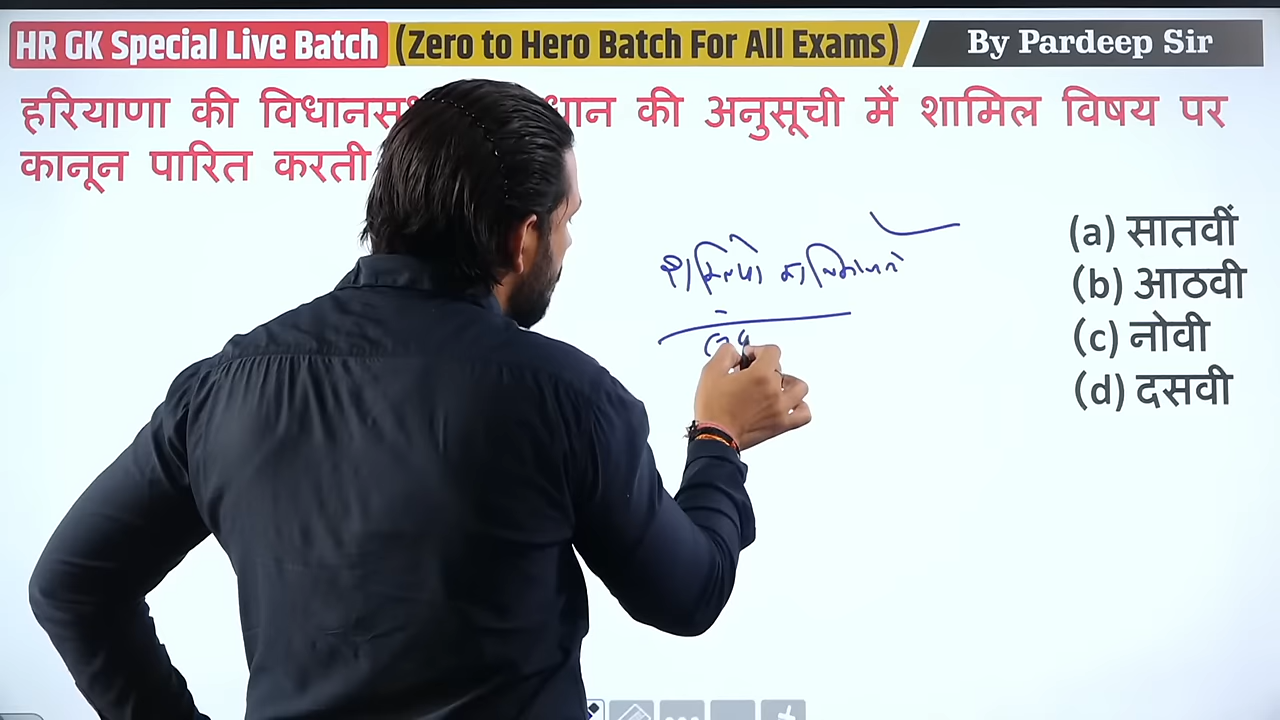 HR GK Special Live Batch (Zero to Hero Batch For All Exams) By Pardeep Sir
हरियाणा की की अनुसूची में शामिल विषय पर
कानून पारित करती
(a) सातवीं
(b) आठवी
(c) नोवी
(d) दसवी